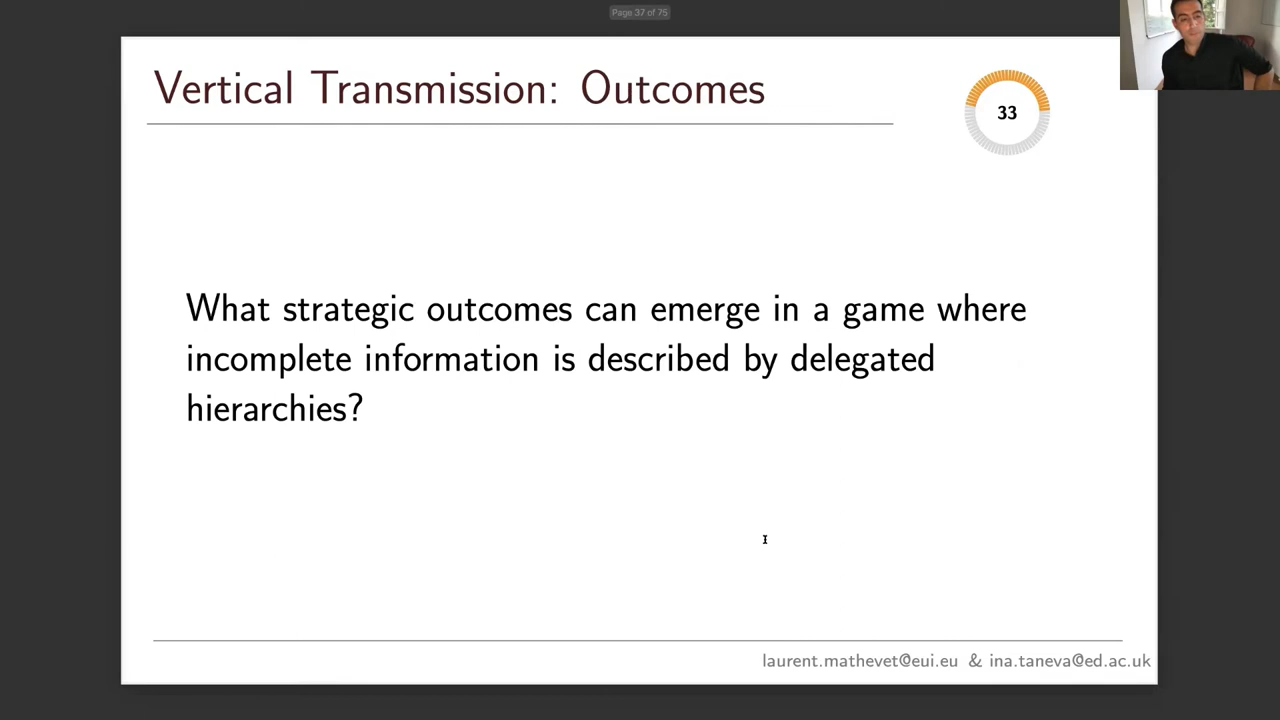 Page 37 of 75
Vertical Transmission: Outcomes
33
What strategic outcomes can emerge in a game where
incomplete information is described by delegated
hierarchies?
laurent.mathevet@eui.eu & ina.taneva@ed.ac.uk